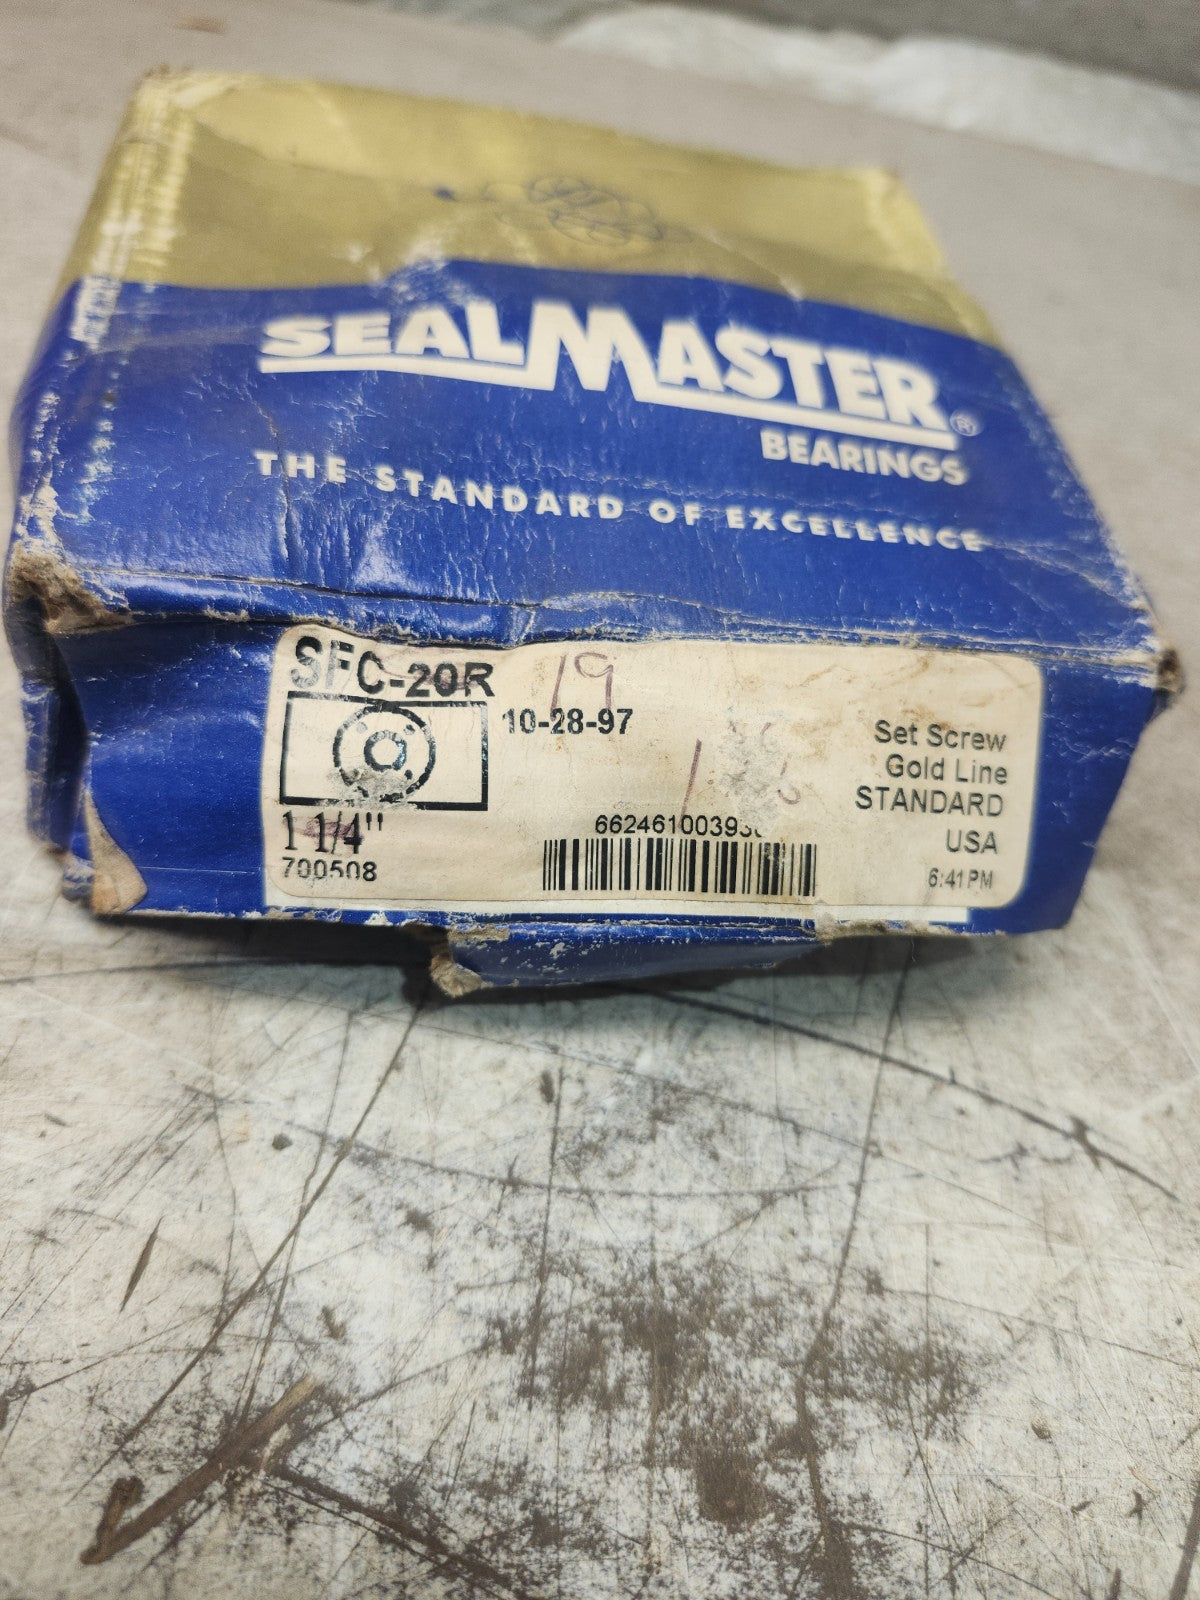 SEALMASTER®
BEARINGS
THE STANDARD OF EXCELLENCE
SFC-20R
19
10-28-97
Set Screw
Gold Line
STANDARD
1 1/4"
USA
700508
6:41PM